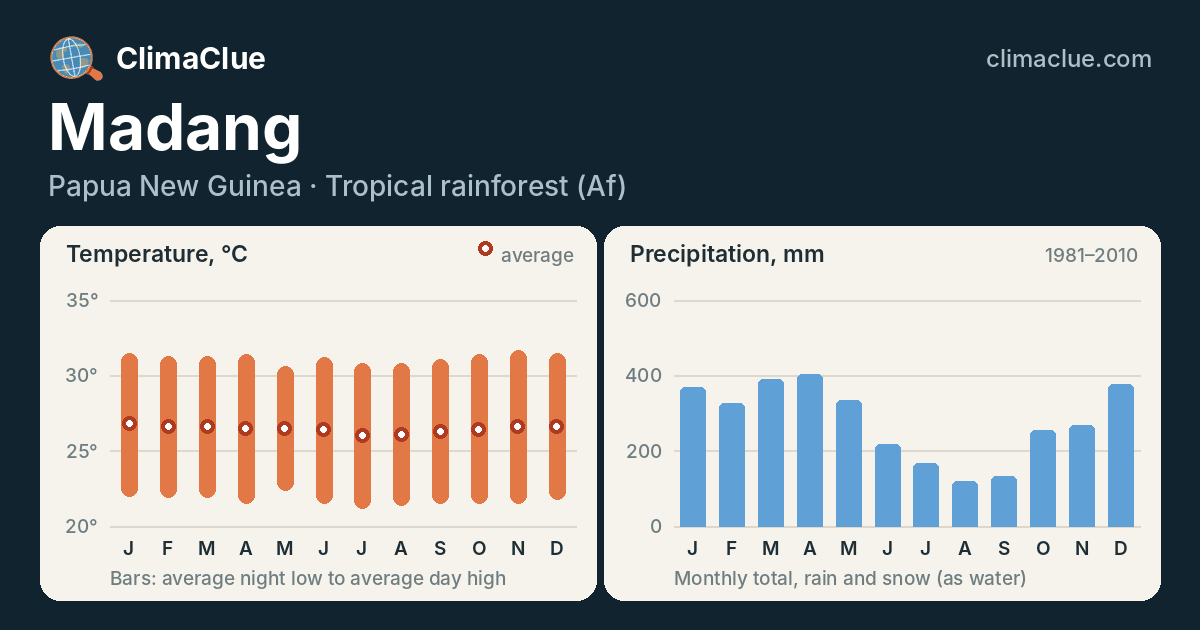 ClimaClue
climaclue.com
Madang
Papua New Guinea · Tropical rainforest (Af)
Temperature, °C
average
35°
30°
25°
20°
J F M A M J J A S O N D
Bars: average night low to average day high
Precipitation, mm
1981–2010
600
400
200
0
J F M A M J J A S O N D
Monthly total, rain and snow (as water)